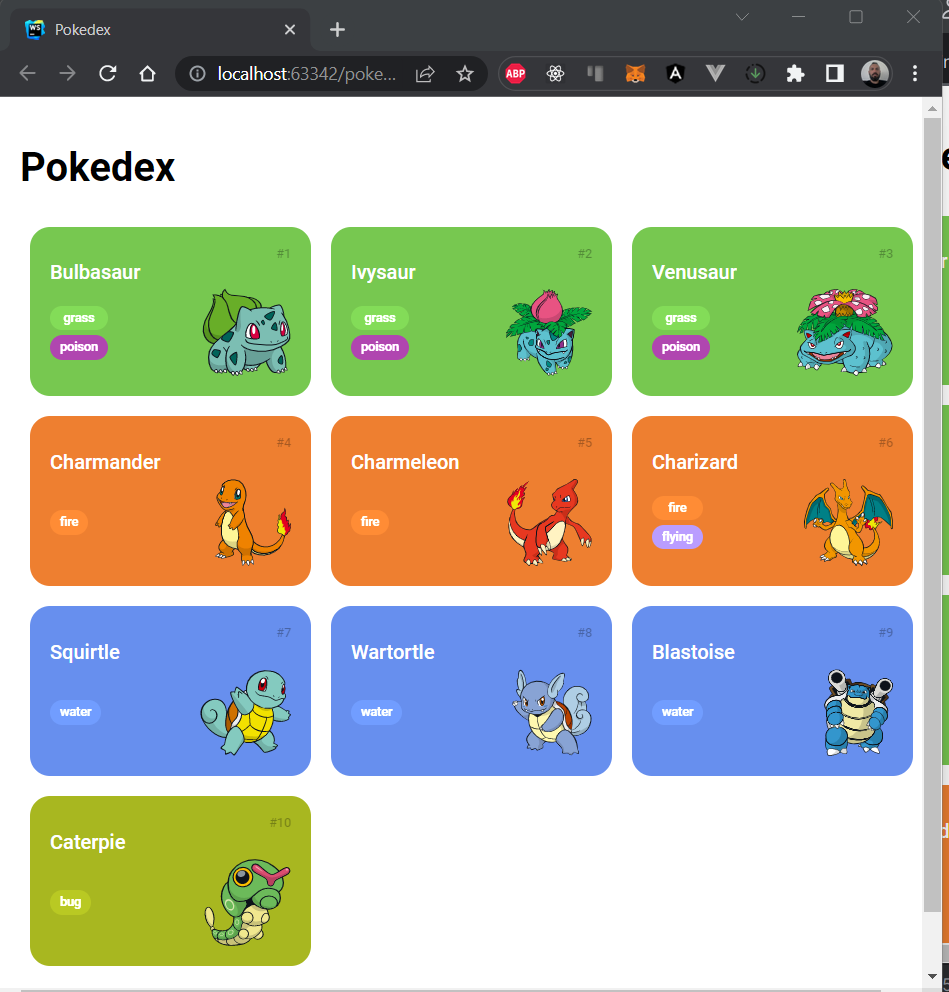 Pokedex
localhost:63342/poke...
ABP
Pokedex
#1
Bulbasaur
grass
poison
#2
Ivysaur
grass
poison
#3
Venusaur
grass
poison
#4
Charmander
fire
#5
Charmeleon
fire
#6
Charizard
fire
flying
#7
Squirtle
water
#8
Wartortle
water
#9
Blastoise
water
#10
Caterpie
bug